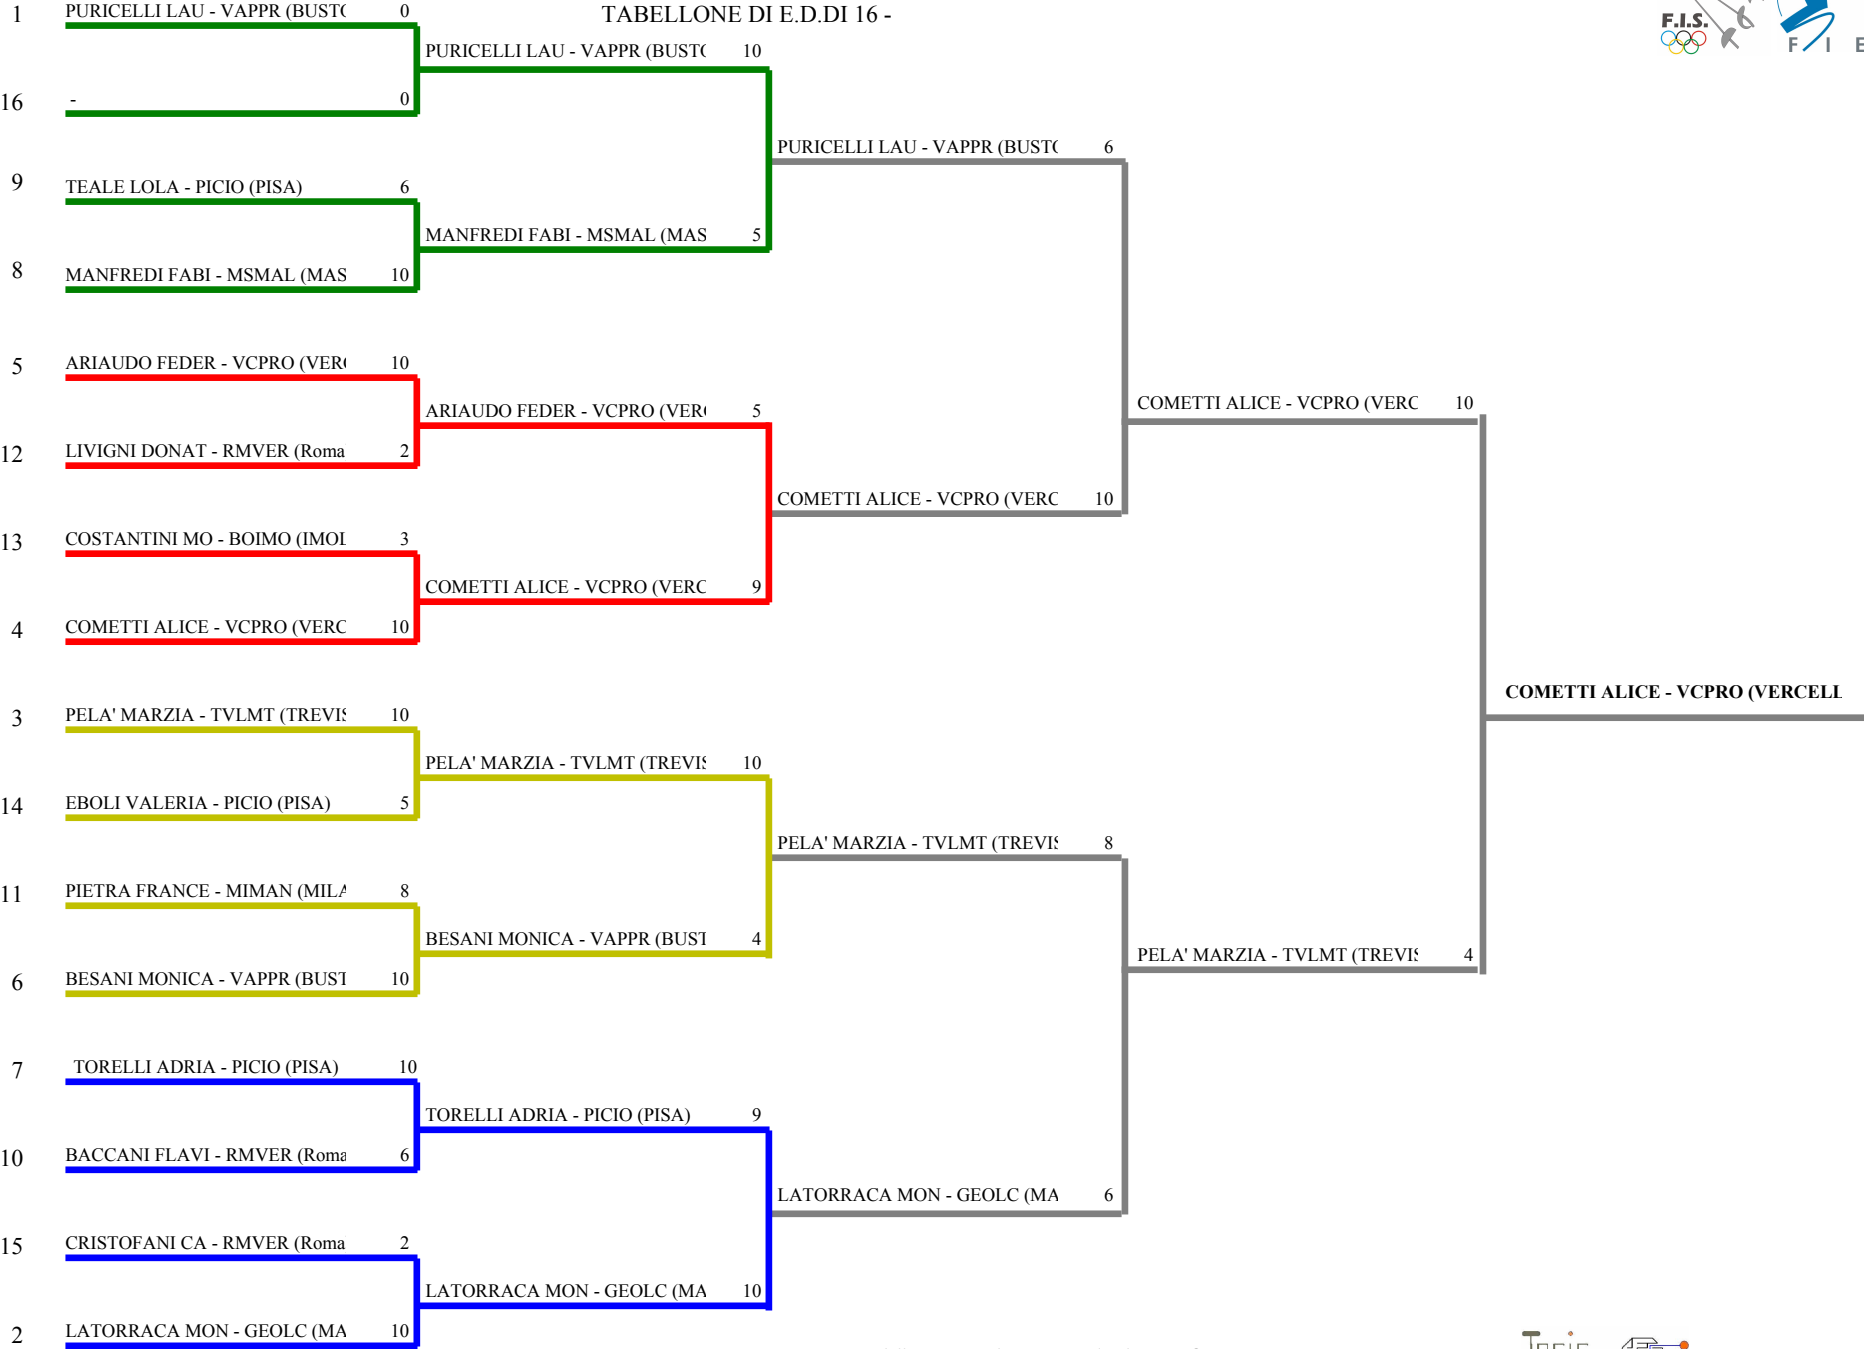 TABELLONE DI E.D.DI 16 -
F.I.S.
F I E
1 PURICELLI LAU - VAPPR (BUSTO 0
16 - 0
9 TEALE LOLA - PICIO (PISA) 6
8 MANFREDI FABI - MSMAL (MAS 10
5 ARIAUDO FEDER - VCPRO (VER 10
12 LIVIGNI DONAT - RMVER (Roma 2
13 COSTANTINI MO - BOIMO (IMOL 3
4 COMETTI ALICE - VCPRO (VERC 10
3 PELA' MARZIA - TVLMT (TREVIS 10
14 EBOLI VALERIA - PICIO (PISA) 5
11 PIETRA FRANCE - MIMAN (MILA 8
6 BESANI MONICA - VAPPR (BUST 10
7 TORELLI ADRIA - PICIO (PISA) 10
10 BACCANI FLAVI - RMVER (Roma 6
15 CRISTOFANI CA - RMVER (Roma 2
2 LATORRACA MON - GEOLC (MA 10
PURICELLI LAU - VAPPR (BUSTO 10
MANFREDI FABI - MSMAL (MAS 5
ARIAUDO FEDER - VCPRO (VER 5
COMETTI ALICE - VCPRO (VERC 9
PELA' MARZIA - TVLMT (TREVIS 10
BESANI MONICA - VAPPR (BUST 4
TORELLI ADRIA - PICIO (PISA) 9
LATORRACA MON - GEOLC (MA 10
PURICELLI LAU - VAPPR (BUSTO 6
COMETTI ALICE - VCPRO (VERC 10
PELA' MARZIA - TVLMT (TREVIS 8
LATORRACA MON - GEOLC (MA 6
COMETTI ALICE - VCPRO (VERC 10
PELA' MARZIA - TVLMT (TREVIS 4
COMETTI ALICE - VCPRO (VERCELL